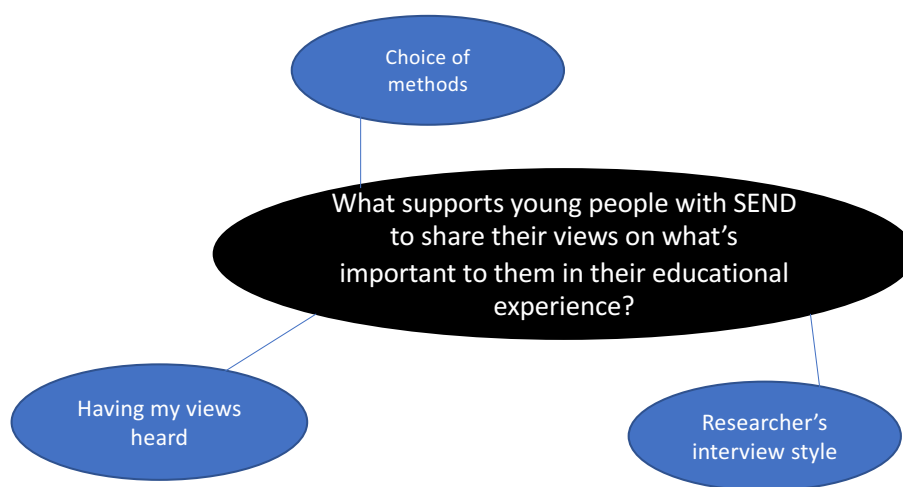 Choice of
methods
What supports young people with SEND
to share their views on what’s
important to them in their educational
experience?
Having my views
heard
Researcher’s
interview style